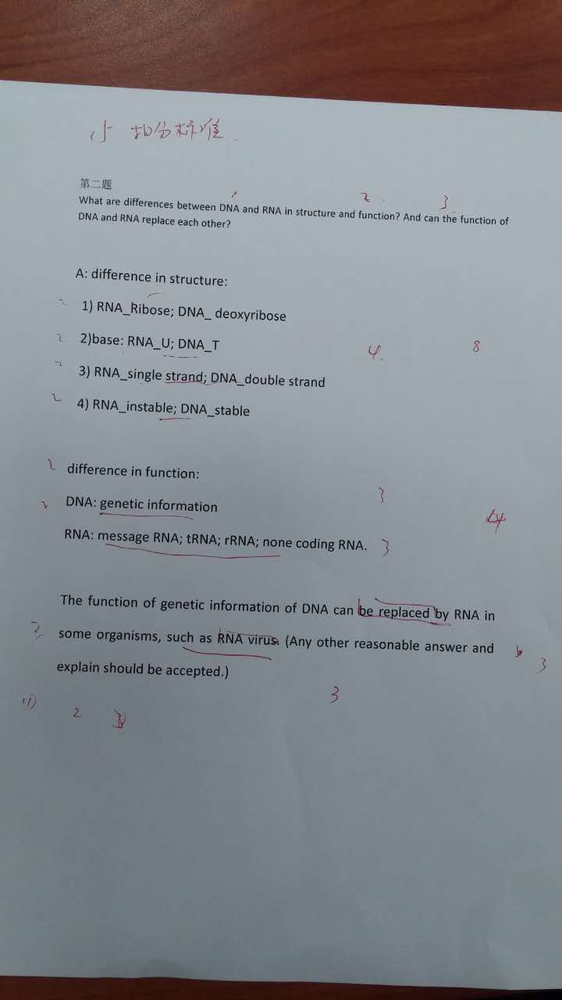 扣分标准
第二题
2 3
What are differences between DNA and RNA in structure and function? And can the function of
DNA and RNA replace each other?
A: difference in structure:
2 1) RNA_Ribose; DNA_ deoxyribose
2 2)base: RNA_U; DNA_T 4. 8
2 3) RNA_single strand; DNA_double strand
2 4) RNA_instable; DNA_stable
2 difference in function: 3
2 DNA: genetic information 4
RNA: message RNA; tRNA; rRNA; none coding RNA. 3
The function of genetic information of DNA can be replaced by RNA in
2 some organisms, such as RNA virus. (Any other reasonable answer and 3
explain should be accepted.)
3
2